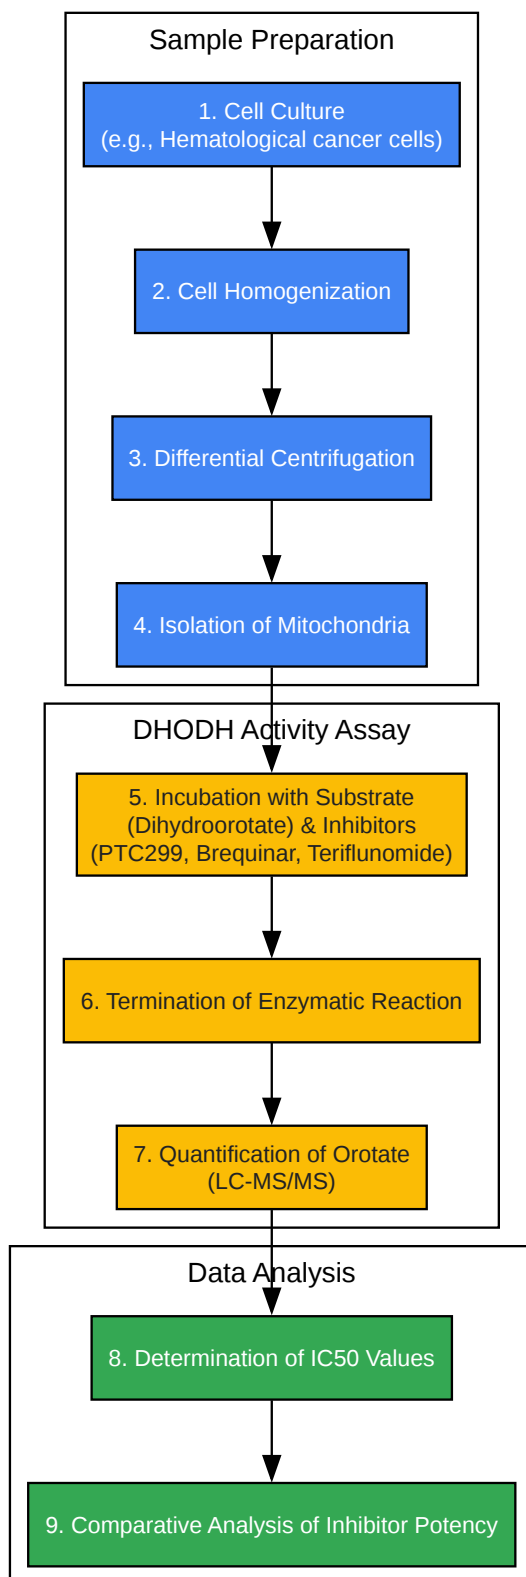 Sample Preparation
1. Cell Culture
(e.g., Hematological cancer cells)
2. Cell Homogenization
3. Differential Centrifugation
4. Isolation of Mitochondria
DHODH Activity Assay
5. Incubation with Substrate
(Dihydroorotate) & Inhibitors
(PTC299, Brequinar, Teriflunomide)
6. Termination of Enzymatic Reaction
7. Quantification of Orotate
(LC-MS/MS)
Data Analysis
8. Determination of IC50 Values
9. Comparative Analysis of Inhibitor Potency